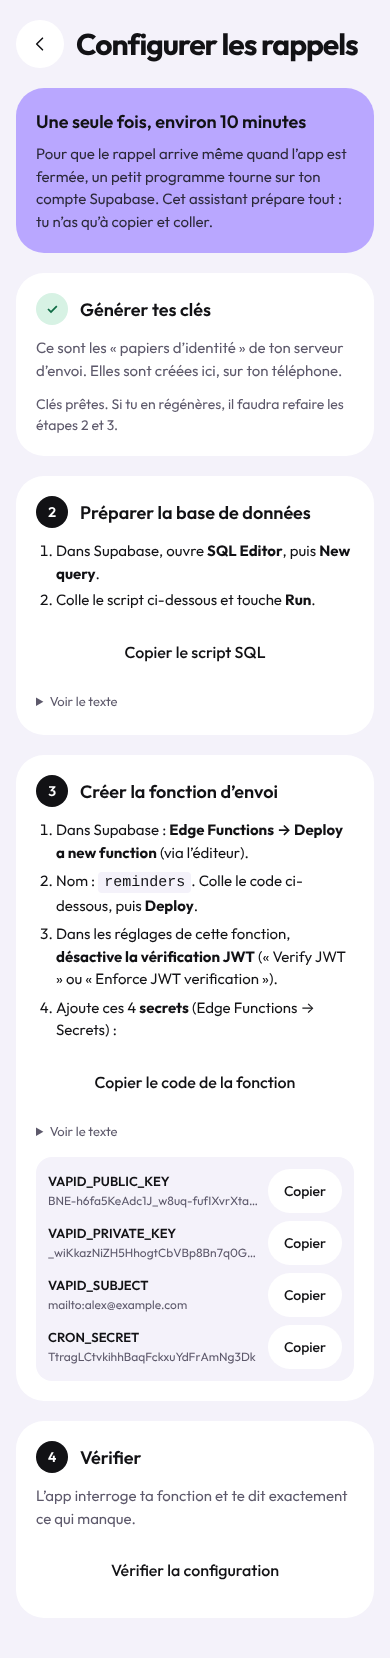 Configurer les rappels
Une seule fois, environ 10 minutes
Pour que le rappel arrive même quand l’app est
fermée, un petit programme tourne sur ton
compte Supabase. Cet assistant prépare tout :
tu n’as qu’à copier et coller.
Générer tes clés
Ce sont les « papiers d’identité » de ton serveur
d’envoi. Elles sont créées ici, sur ton téléphone.
Clés prêtes. Si tu en régénères, il faudra refaire les
étapes 2 et 3.
2 Préparer la base de données
1. Dans Supabase, ouvre SQL Editor, puis New
query.
2. Colle le script ci-dessous et touche Run.
Copier le script SQL
Voir le texte
3 Créer la fonction d’envoi
1. Dans Supabase : Edge Functions → Deploy
a new function (via l’éditeur).
2. Nom : reminders. Colle le code ci-
dessous, puis Deploy.
3. Dans les réglages de cette fonction,
désactive la vérification JWT (« Verify JWT
» ou « Enforce JWT verification »).
4. Ajoute ces 4 secrets (Edge Functions →
Secrets) :
Copier le code de la fonction
Voir le texte
VAPID_PUBLIC_KEY
BNE-h6fa5KeAdc1J_w8uq-fufIXvrXta...
Copier
VAPID_PRIVATE_KEY
_wiKkazNiZH5HhogtCbVBp8Bn7q0G...
Copier
VAPID_SUBJECT
mailto:alex@example.com
Copier
CRON_SECRET
TtragLCtvkihhBaqFckxuYdFrAmNg3Dk
Copier
4 Vérifier
L’app interroge ta fonction et te dit exactement
ce qui manque.
Vérifier la configuration